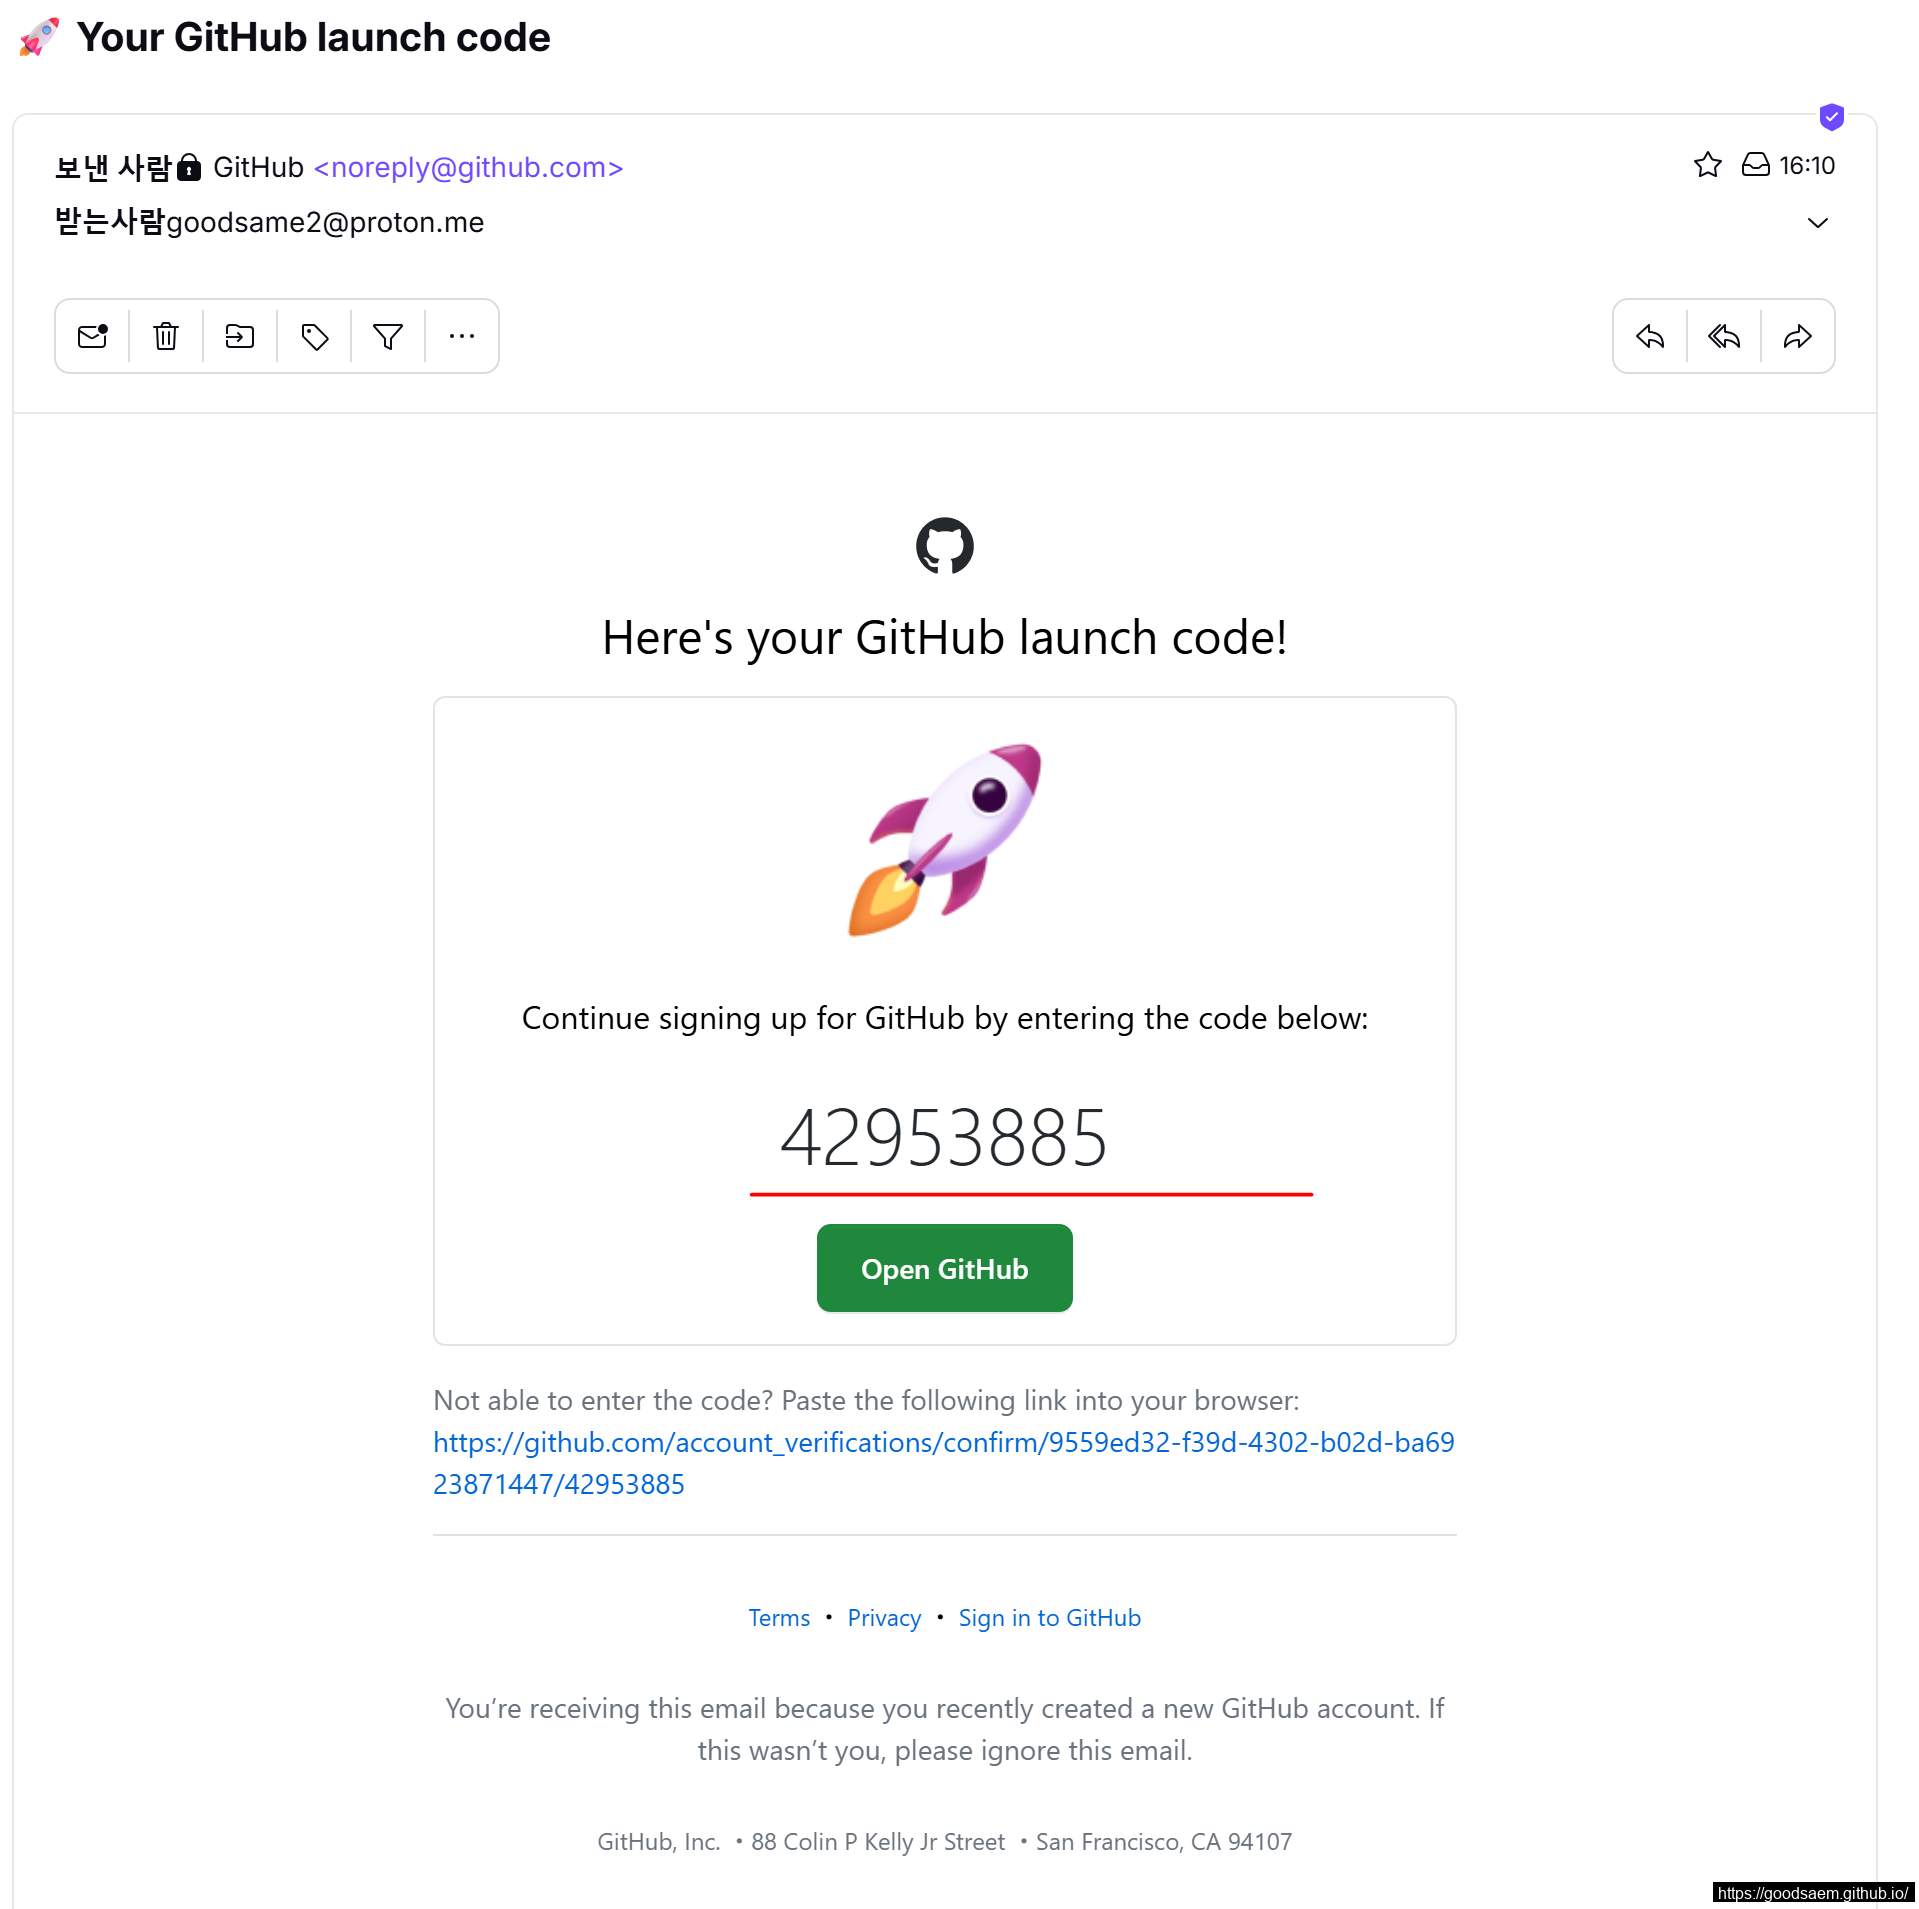 🚀 Your GitHub launch code
보낸 사람 GitHub <noreply@github.com>
16:10
받는사람goodsame2@proton.me
Here's your GitHub launch code!
Continue signing up for GitHub by entering the code below:
42953885
Open GitHub
Not able to enter the code? Paste the following link into your browser:
https://github.com/account_verifications/confirm/9559ed32-f39d-4302-b02d-ba69
23871447/42953885
Terms • Privacy • Sign in to GitHub
You’re receiving this email because you recently created a new GitHub account. If
this wasn’t you, please ignore this email.
GitHub, Inc. • 88 Colin P Kelly Jr Street • San Francisco, CA 94107
https://goodsaem.github.io/